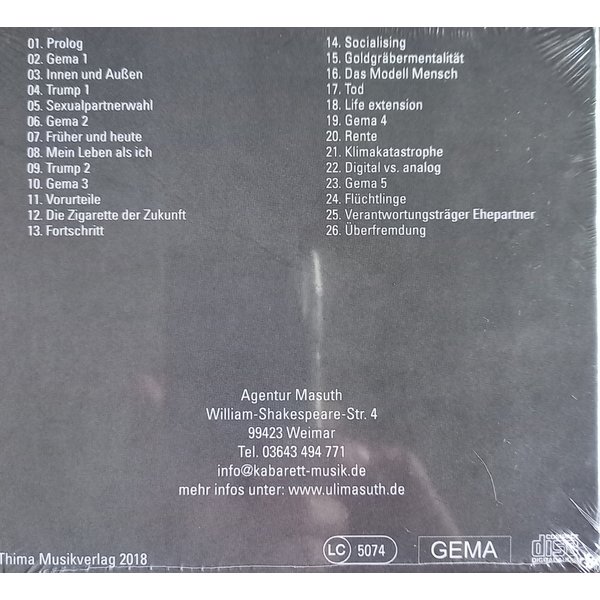 01. Prolog
02. Gema 1
03. Innen und Außen
04. Trump 1
05. Sexualpartnerwahl
06. Gema 2
07. Früher und heute
08. Mein Leben als ich
09. Trump 2
10. Gema 3
11. Vorurteile
12. Die Zigarette der Zukunft
13. Fortschritt
14. Socialising
15. Goldgräbermentalität
16. Das Modell Mensch
17. Tod
18. Life extension
19. Gema 4
20. Rente
21. Klimakatastrophe
22. Digital vs. analog
23. Gema 5
24. Flüchtlinge
25. Verantwortungsträger Ehepartner
26. Überfremdung
Agentur Masuth
William-Shakespeare-Str. 4
99423 Weimar
Tel. 03643 494 771
info@kabarett-musik.de
mehr infos unter: www.ulimasuth.de
Thima Musikverlag 2018
LC 5074
GEMA
COMPACT
disc
DIGITAL AUDIO